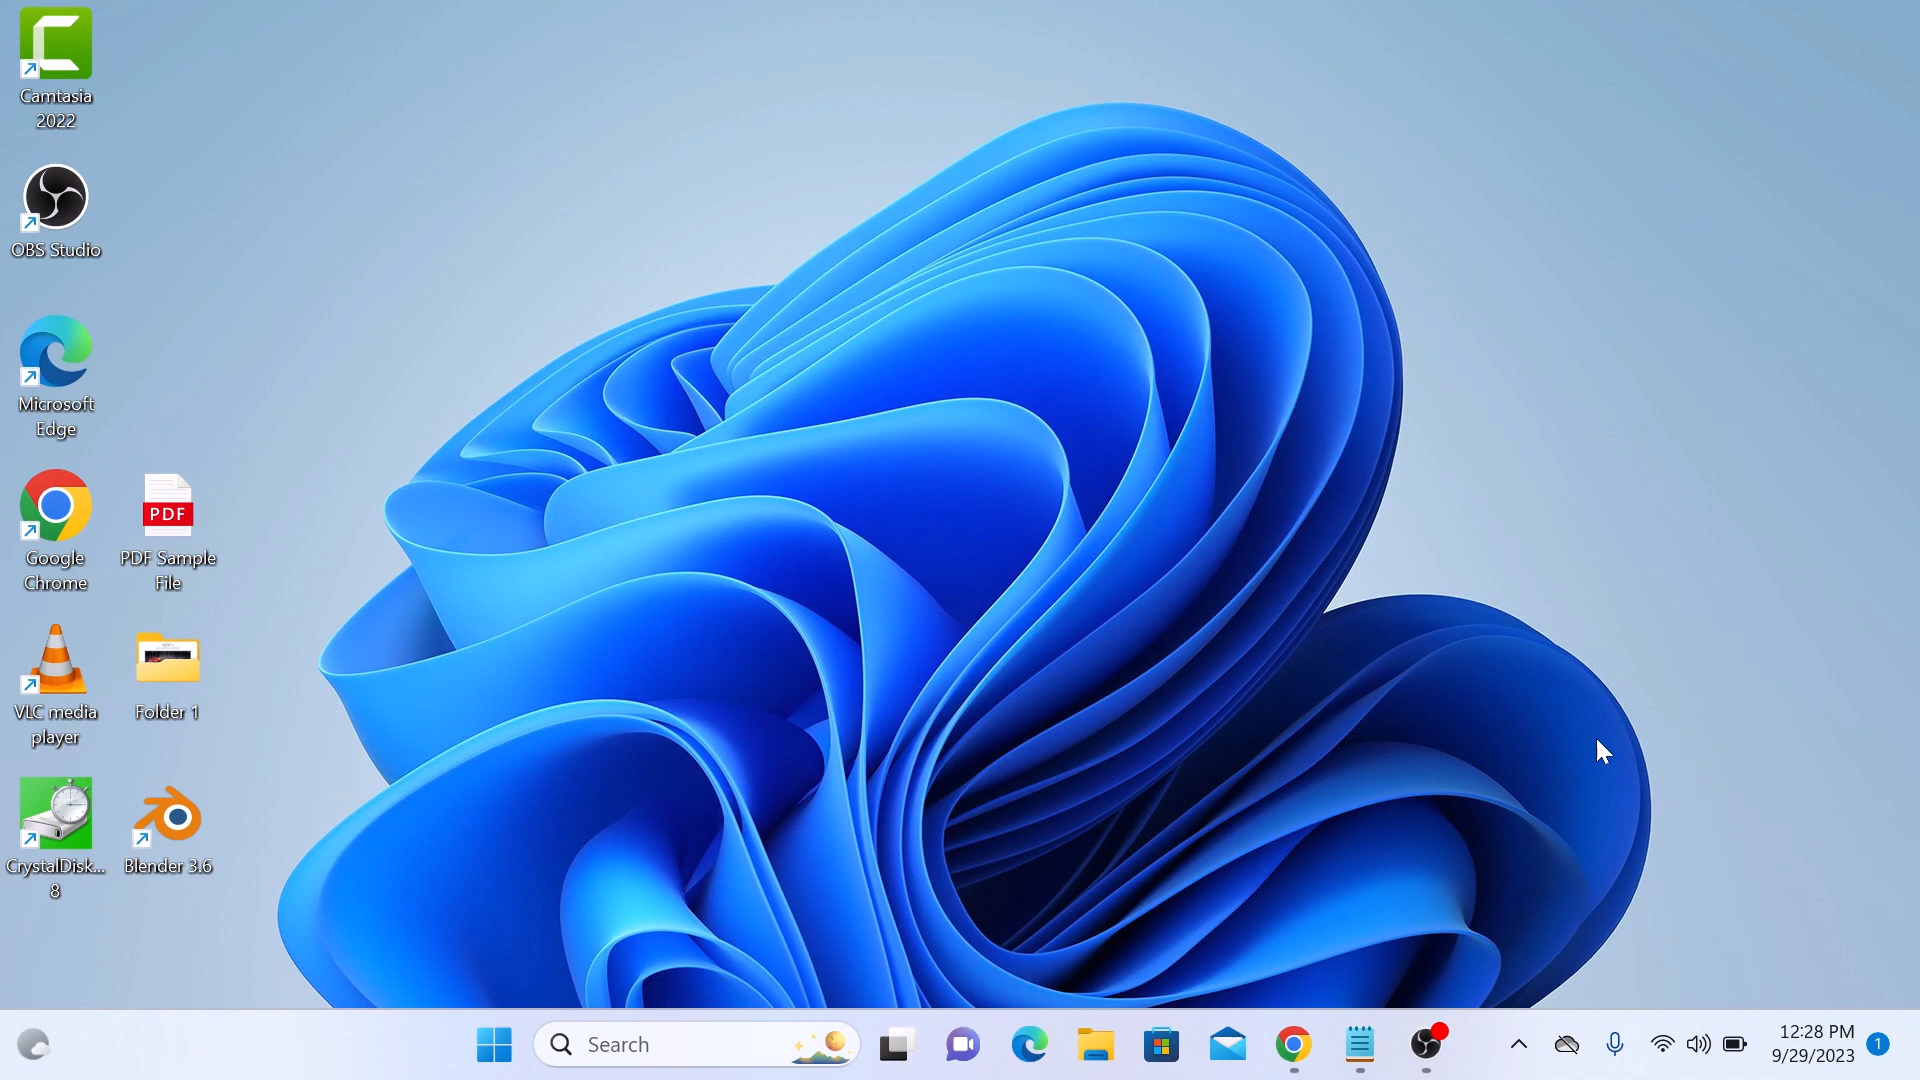 Camtasia
2022
OBS Studio
Microsoft
Edge
Google
Chrome
PDF
PDF Sample
File
VLC media
player
Folder 1
CrystalDisk...
8
Blender 3.6
Search
12:28 PM
9/29/2023
1